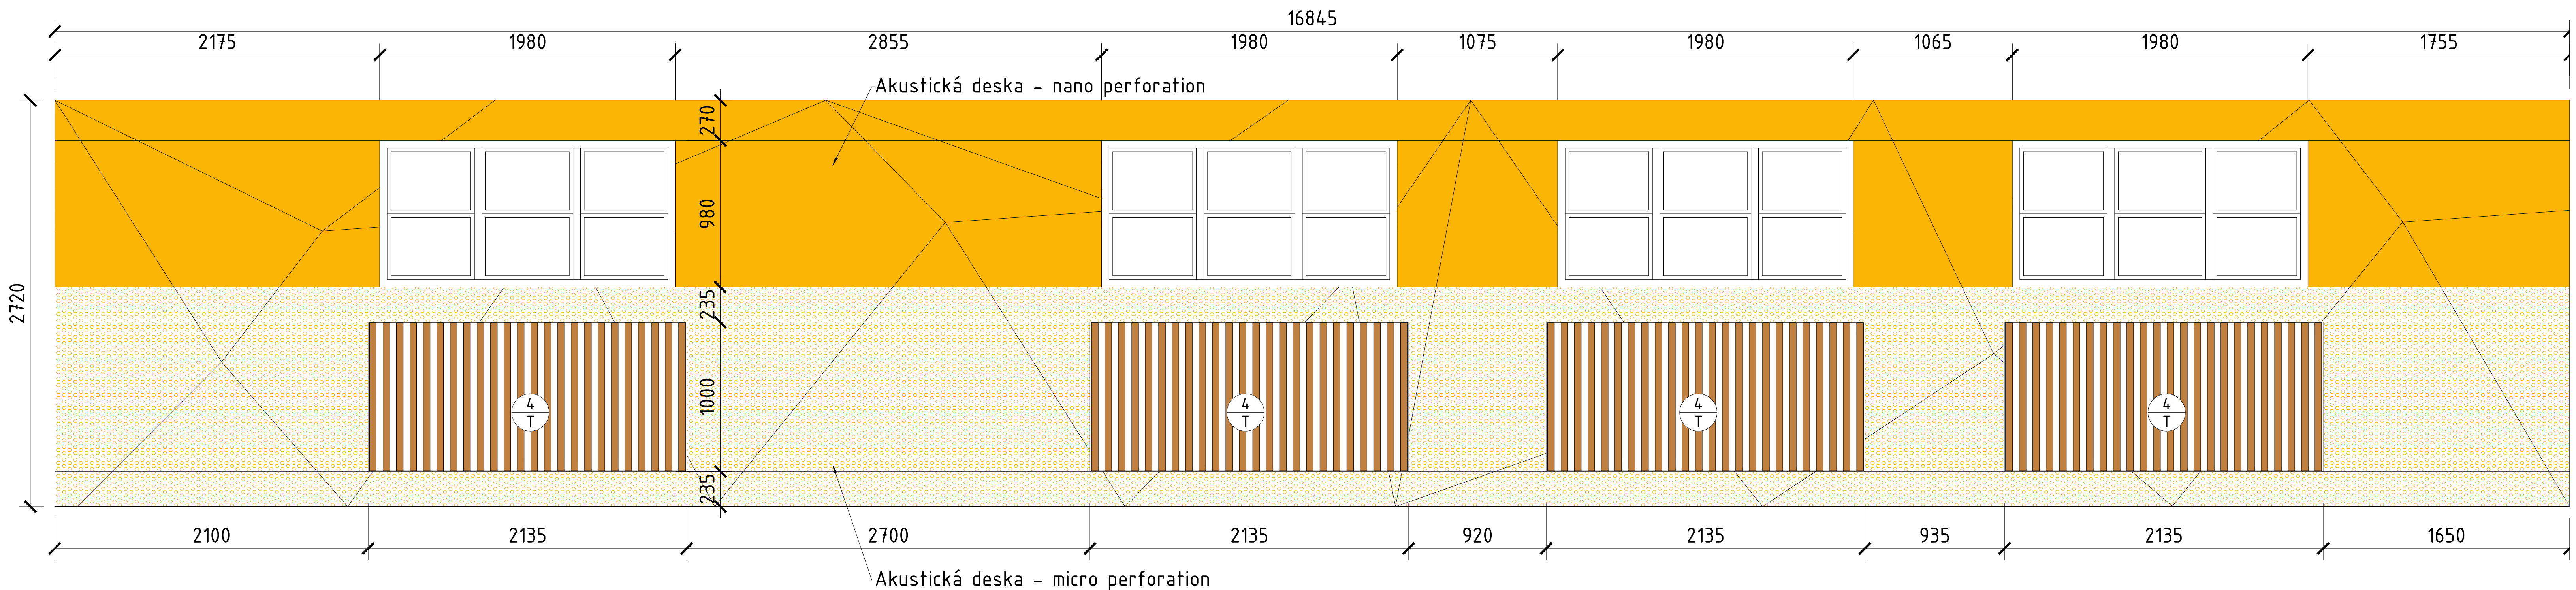 16845
2175 1980 2855 1980 1075 1980 1065 1980 1755
Akustická deska - nano perforation
270
980
2720
235
1000
4 4 4 4
T T T T
235
2100 2135 2700 2135 920 2135 935 2135 1650
Akustická deska - micro perforation